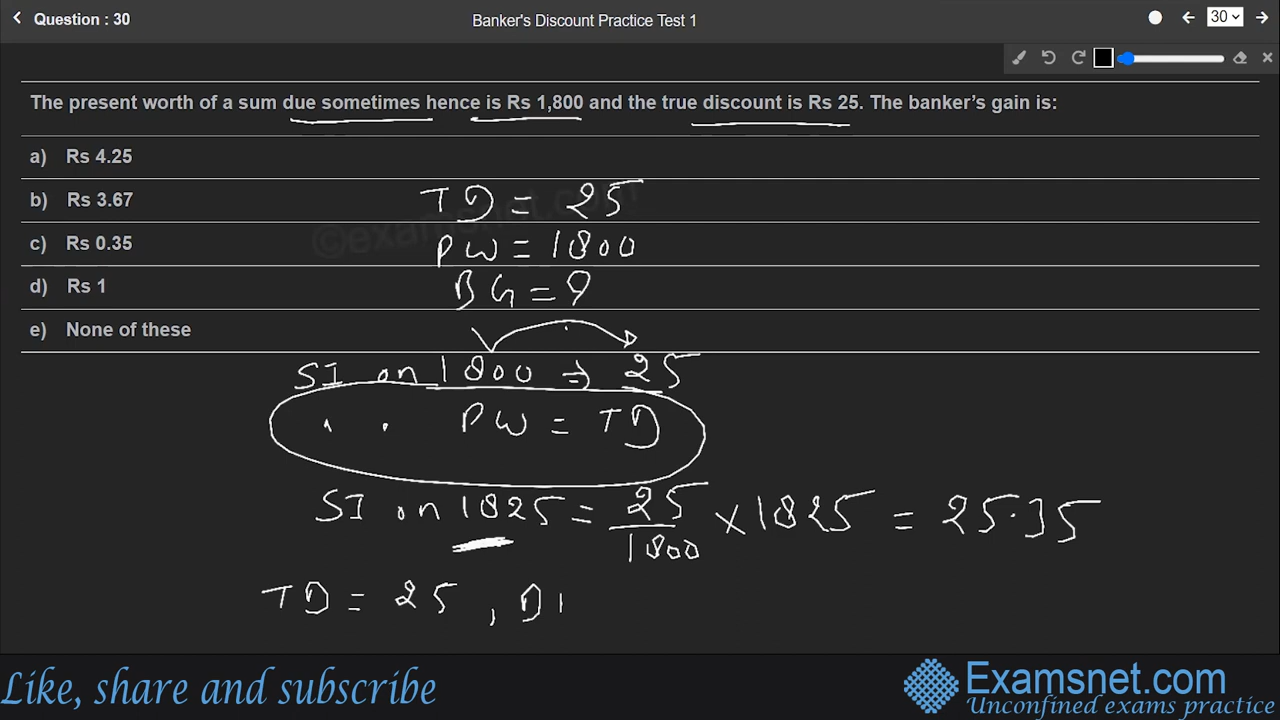 Question : 30
Banker's Discount Practice Test 1
30
The present worth of a sum due sometimes hence is Rs 1,800 and the true discount is Rs 25. The banker’s gain is:
a) Rs 4.25
b) Rs 3.67
c) Rs 0.35
d) Rs 1
e) None of these
©examsnet.com
TD = 25
PW = 1800
BG = ?
SI on 1800 ⇒ 25
. . PW = TD
SI on 1825 = 25/1800 × 1825 = 25.35
TD = 25 ,
Like, share and subscribe
Examsnet.com
Unconfined exams practice